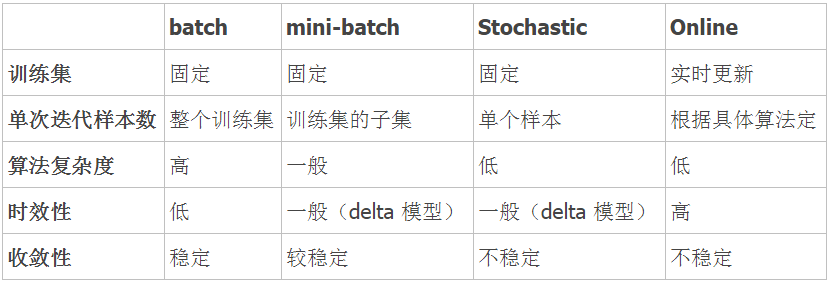 batch mini-batch Stochastic Online
训练集 固定 固定 固定 实时更新
单次迭代样本数 整个训练集 训练集的子集 单个样本 根据具体算法定
算法复杂度 高 一般 低 低
时效性 低 一般（delta 模型） 一般（delta 模型） 高
收敛性 稳定 较稳定 不稳定 不稳定